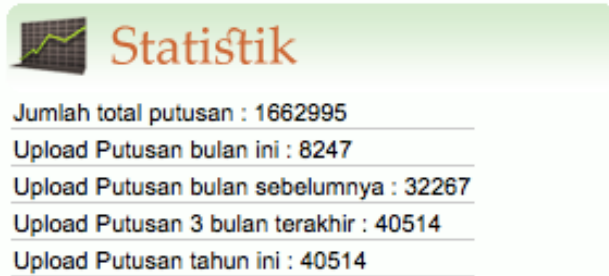 Statistik
Jumlah total putusan : 1662995
Upload Putusan bulan ini : 8247
Upload Putusan bulan sebelumnya : 32267
Upload Putusan 3 bulan terakhir : 40514
Upload Putusan tahun ini : 40514